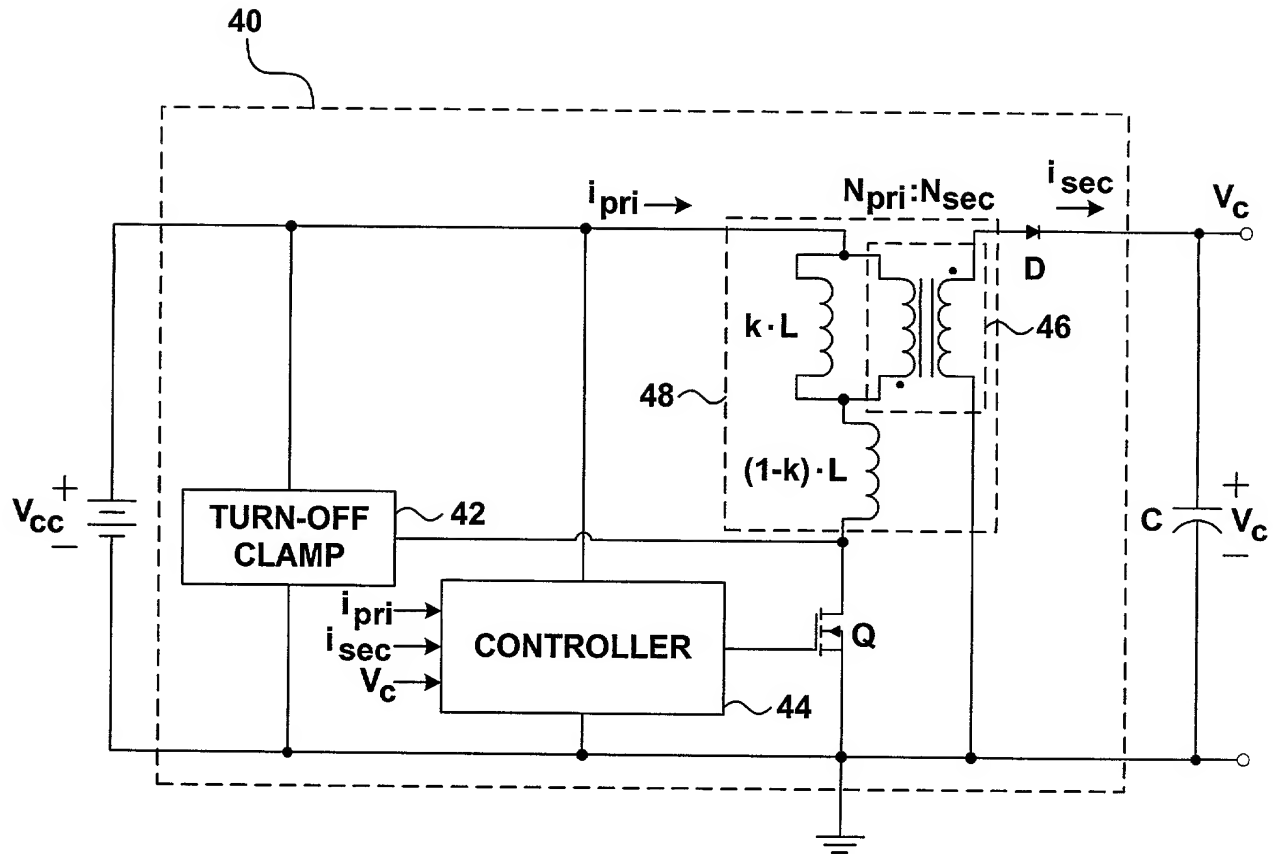 40
i_pri
N_pri:N_sec
i_sec
V_c
D
k·L
46
48
(1-k)·L
+
V_cc
−
TURN-OFF
CLAMP
42
C
+
V_c
−
i_pri
i_sec
V_c
CONTROLLER
Q
44